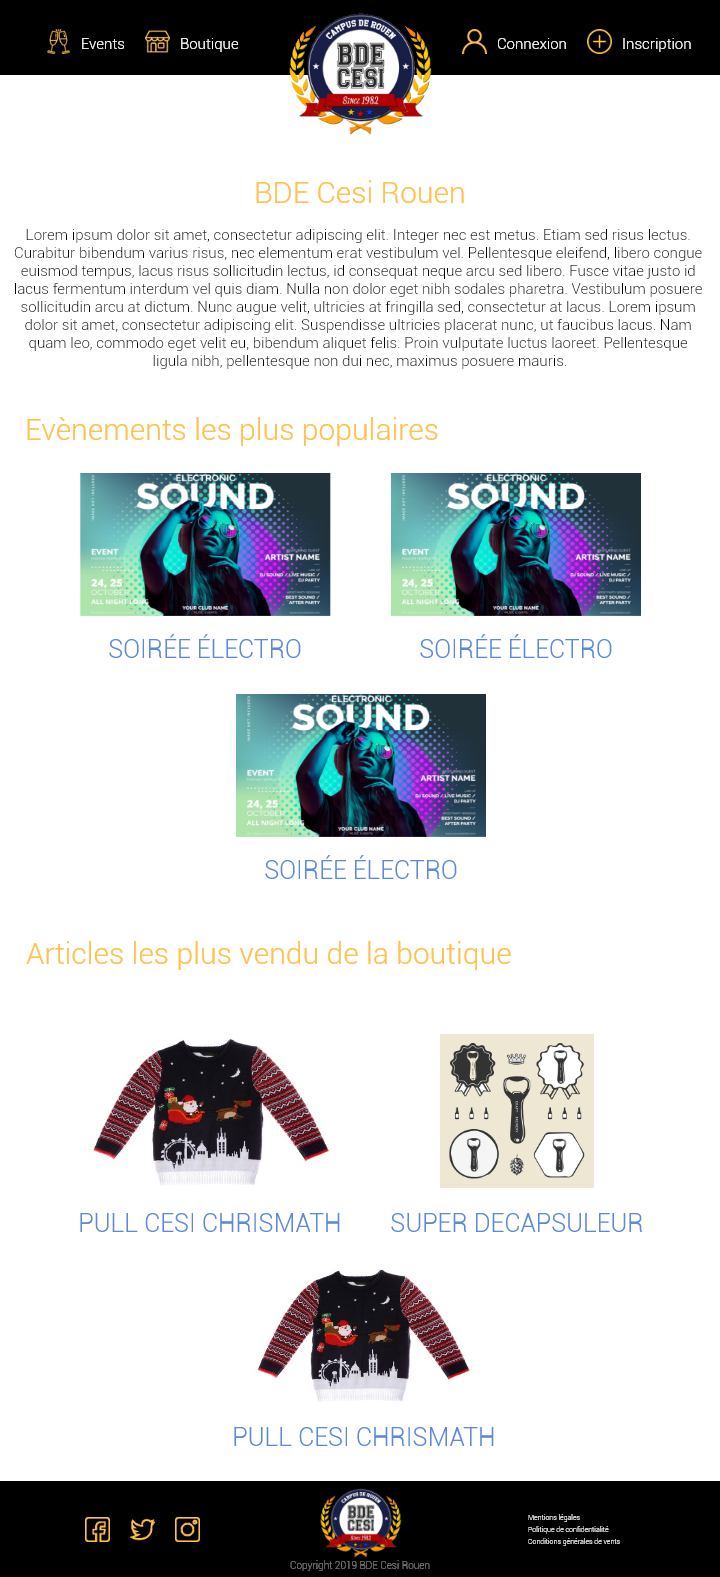 Events
Boutique
CAMPUS DE ROUEN
BDE
CESI
Since 1982
Connexion
Inscription
BDE Cesi Rouen
Lorem ipsum dolor sit amet, consectetur adipiscing elit. Integer nec est metus. Etiam sed risus lectus.
Curabitur bibendum varius risus, nec elementum erat vestibulum vel. Pellentesque eleifend, libero congue
euismod tempus, lacus risus sollicitudin lectus, id consequat neque arcu sed libero. Fusce vitae justo id
lacus fermentum interdum vel quis diam. Nulla non dolor eget nibh sodales pharetra. Vestibulum posuere
sollicitudin arcu at dictum. Nunc augue velit, ultricies at fringilla sed, consectetur at lacus. Lorem ipsum
dolor sit amet, consectetur adipiscing elit. Suspendisse ultricies placerat nunc, ut faucibus lacus. Nam
quam leo, commodo eget velit eu, bibendum aliquet felis. Proin vulputate luctus laoreet. Pellentesque
ligula nibh, pellentesque non dui nec, maximus posuere mauris.
Evènements les plus populaires
ELECTRONIC
SOUND
EVENT
24, 25
OCTOBER
ALL NIGHT LONG
YOUR CLUB NAME
ARTIST NAME
DJ SOUND / LIVE MUSIC /
DJ PARTY
BEST SOUND /
AFTER PARTY
SOIRÉE ÉLECTRO
ELECTRONIC
SOUND
EVENT
24, 25
OCTOBER
ALL NIGHT LONG
YOUR CLUB NAME
ARTIST NAME
DJ SOUND / LIVE MUSIC /
DJ PARTY
BEST SOUND /
AFTER PARTY
SOIRÉE ÉLECTRO
ELECTRONIC
SOUND
EVENT
24, 25
OCTOBER
ALL NIGHT LONG
YOUR CLUB NAME
ARTIST NAME
DJ SOUND / LIVE MUSIC /
DJ PARTY
BEST SOUND /
AFTER PARTY
SOIRÉE ÉLECTRO
Articles les plus vendu de la boutique
PULL CESI CHRISMATH
SUPER DECAPSULEUR
PULL CESI CHRISMATH
CAMPUS DE ROUEN
BDE
CESI
Since 1982
Copyright 2019 BDE Cesi Rouen
Mentions légales
Politique de confidentialité
Conditions générales de vents